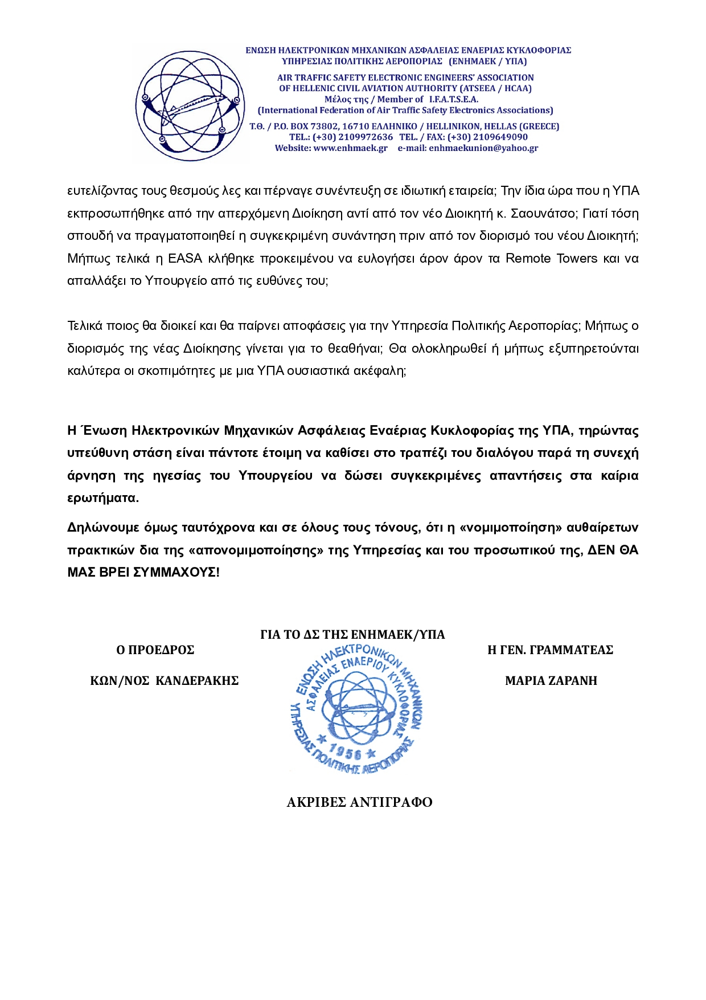 ΕΝΩΣΗ ΗΛΕΚΤΡΟΝΙΚΩΝ ΜΗΧΑΝΙΚΩΝ ΑΣΦΑΛΕΙΑΣ ΕΝΑΕΡΙΑΣ ΚΥΚΛΟΦΟΡΙΑΣ
ΥΠΗΡΕΣΙΑΣ ΠΟΛΙΤΙΚΗΣ ΑΕΡΟΠΟΡΙΑΣ (ΕΝΗΜΑΕΚ / ΥΠΑ)
AIR TRAFFIC SAFETY ELECTRONIC ENGINEERS’ ASSOCIATION
OF HELLENIC CIVIL AVIATION AUTHORITY (ATSEEA / HCAA)
Μέλος της / Member of I.F.A.T.S.E.A.
(International Federation of Air Traffic Safety Electronics Associations)
Τ.Θ. / P.O. BOX 73802, 16710 ΕΛΛΗΝΙΚΟ / HELLINIKON, HELLAS (GREECE)
TEL.: (+30) 2109972636 TEL. / FAX: (+30) 2109649090
Website: www.enhmaek.gr e-mail: enhmaekunion@yahoo.gr
ευτελίζοντας τους θεσμούς λες και πέρναγε συνέντευξη σε ιδιωτική εταιρεία; Την ίδια ώρα που η ΥΠΑ
εκπροσωπήθηκε από την απερχόμενη Διοίκηση αντί από τον νέο Διοικητή κ. Σαουνάτσο; Γιατί τόση
σπουδή να πραγματοποιηθεί η συγκεκριμένη συνάντηση πριν από τον διορισμό του νέου Διοικητή;
Μήπως τελικά η EASA κλήθηκε προκειμένου να ευλογήσει άρον άρον τα Remote Towers και να
απαλλάξει το Υπουργείο από τις ευθύνες του;
Τελικά ποιος θα διοικεί και θα παίρνει αποφάσεις για την Υπηρεσία Πολιτικής Αεροπορίας; Μήπως ο
διορισμός της νέας Διοίκησης γίνεται για το θεαθήναι; Θα ολοκληρωθεί ή μήπως εξυπηρετούνται
καλύτερα οι σκοπιμότητες με μια ΥΠΑ ουσιαστικά ακέφαλη;
Η Ένωση Ηλεκτρονικών Μηχανικών Ασφάλειας Εναέριας Κυκλοφορίας της ΥΠΑ, τηρώντας
υπεύθυνη στάση είναι πάντοτε έτοιμη να καθίσει στο τραπέζι του διαλόγου παρά τη συνεχή
άρνηση της ηγεσίας του Υπουργείου να δώσει συγκεκριμένες απαντήσεις στα καίρια
ερωτήματα.
Δηλώνουμε όμως ταυτόχρονα και σε όλους τους τόνους, ότι η «νομιμοποίηση» αυθαίρετων
πρακτικών δια της «απονομιμοποίησης» της Υπηρεσίας και του προσωπικού της, ΔΕΝ ΘΑ
ΜΑΣ ΒΡΕΙ ΣΥΜΜΑΧΟΥΣ!
ΓΙΑ ΤΟ ΔΣ ΤΗΣ ΕΝΗΜΑΕΚ/ΥΠΑ
Ο ΠΡΟΕΔΡΟΣ Η ΓΕΝ. ΓΡΑΜΜΑΤΕΑΣ
ΚΩΝ/ΝΟΣ ΚΑΝΔΕΡΑΚΗΣ ΜΑΡΙΑ ΖΑΡΑΝΗ
ΕΝΩΣΗ ΗΛΕΚΤΡΟΝΙΚΩΝ ΜΗΧΑΝΙΚΩΝ
ΑΣΦΑΛΕΙΑΣ ΕΝΑΕΡΙΟΥ ΚΥΚΛΟΦΟΡΙΑΣ
ΥΠΗΡΕΣΙΑΣ ΠΟΛΙΤΙΚΗΣ ΑΕΡΟΠΟΡΙΑΣ
★ 1956 ★
ΑΚΡΙΒΕΣ ΑΝΤΙΓΡΑΦΟ